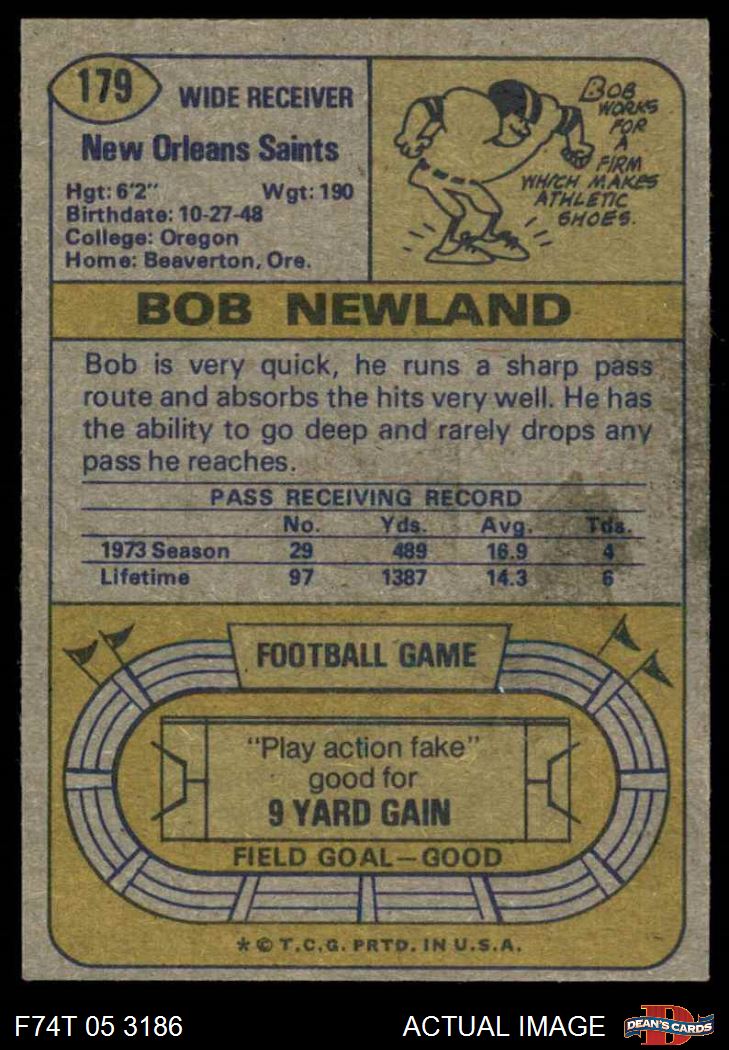 179
WIDE RECEIVER
New Orleans Saints
Hgt: 6'2" Wgt: 190
Birthdate: 10-27-48
College: Oregon
Home: Beaverton, Ore.
BOB
WORKS
FOR
A
FIRM
WHICH MAKES
ATHLETIC
SHOES.
BOB NEWLAND
Bob is very quick, he runs a sharp pass
route and absorbs the hits very well. He has
the ability to go deep and rarely drops any
pass he reaches.
PASS RECEIVING RECORD
No. Yds. Avg. Tds.
1973 Season 29 489 16.9 4
Lifetime 97 1387 14.3 6
FOOTBALL GAME
"Play action fake"
good for
9 YARD GAIN
FIELD GOAL—GOOD
* © T.C.G. PRTD. IN U.S.A.
F74T 05 3186 ACTUAL IMAGE
D
DEAN'S CARDS